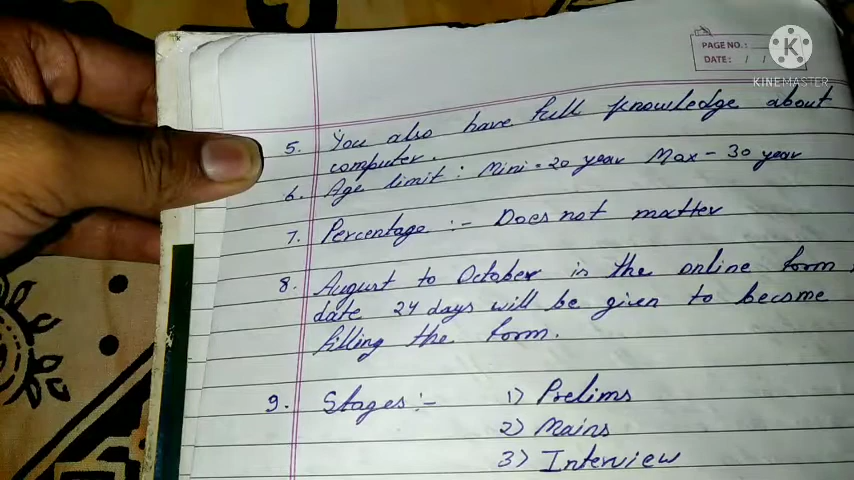 PAGE NO.:
DATE: / /
K
KINEMASTER
5. You also have full knowledge about
computer.
6. Age limit : Mini = 20 year Max - 30 year
7. Percentage :- Does not matter
8. August to October is the online form
date 24 days will be given to become
filling the form.
9. Stages :- 1) Prelims
2) Mains
3) Interview